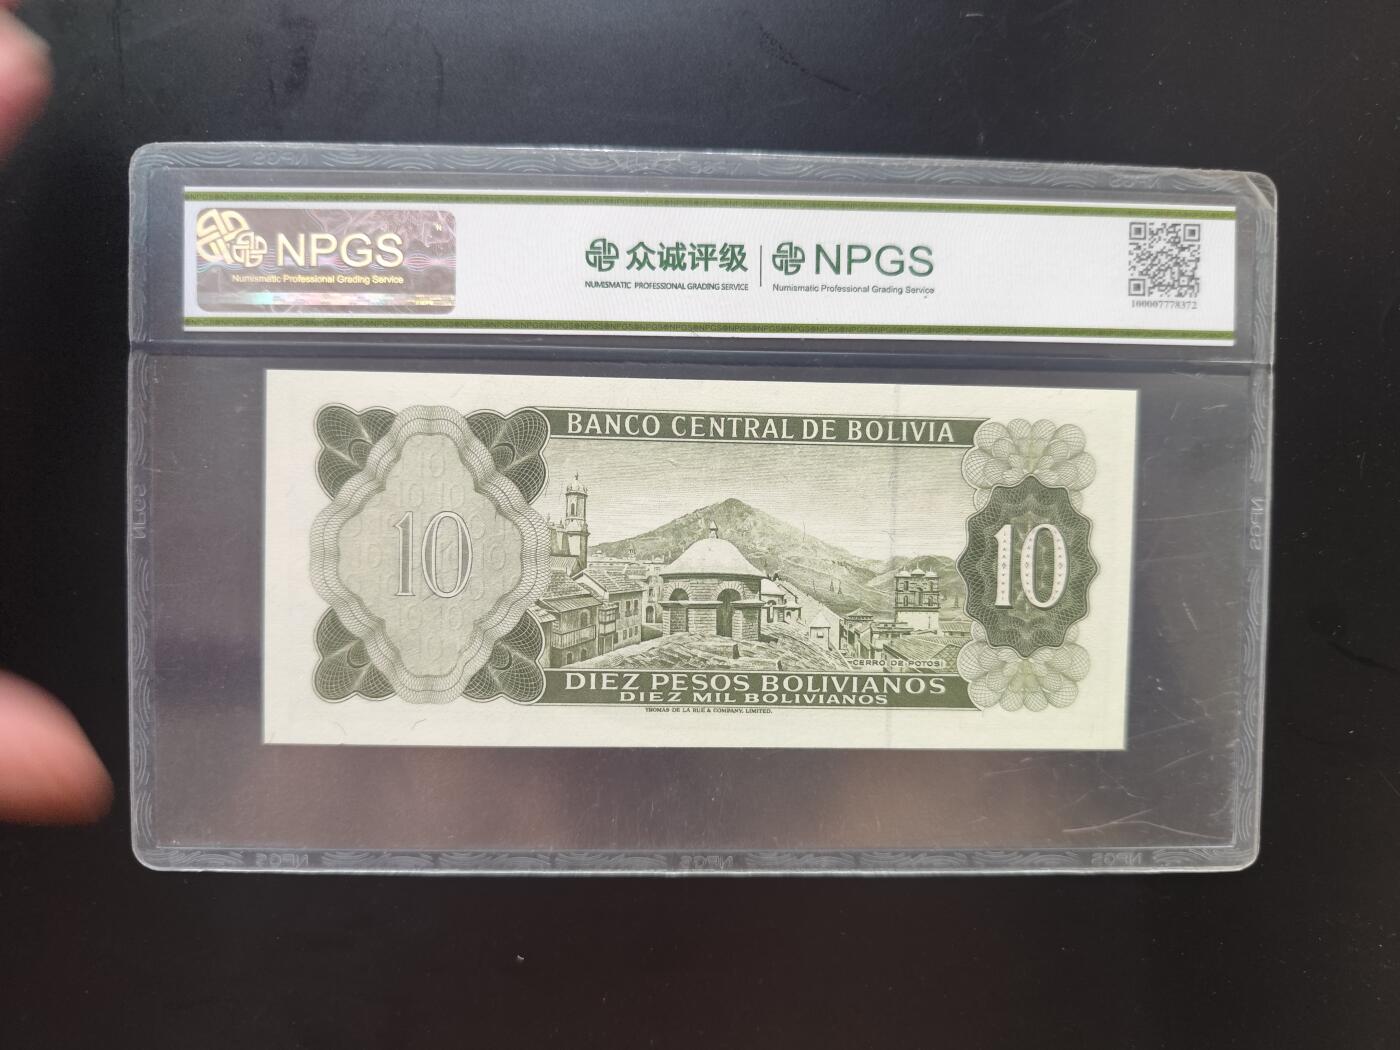 NPGS
Numismatic Professional Grading Service
众诚评级
NUMISMATIC PROFESSIONAL GRADING SERVICE
NPGS
Numismatic Professional Grading Service
100007778372
BANCO CENTRAL DE BOLIVIA
10
10
CERRO DE POTOSI
DIEZ PESOS BOLIVIANOS
DIEZ MIL BOLIVIANOS
THOMAS DE LA RUE & COMPANY, LIMITED.